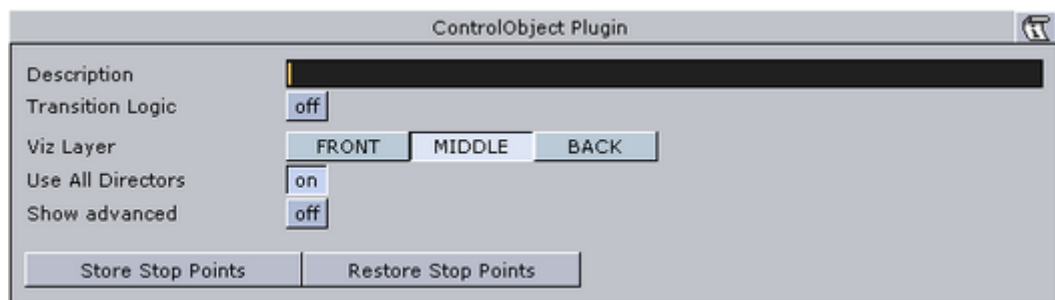 ControlObject Plugin
Description
Transition Logic off
Viz Layer FRONT MIDDLE BACK
Use All Directors on
Show advanced off
Store Stop Points Restore Stop Points